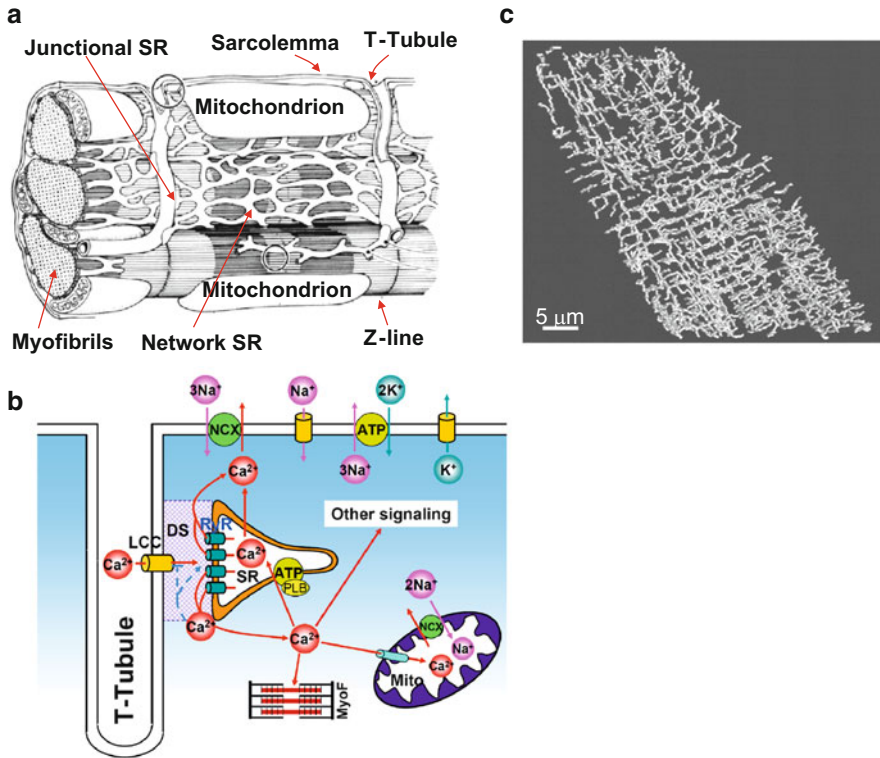 a
Junctional SR
Sarcolemma
T-Tubule
Mitochondrion
Mitochondrion
Myofibrils
Network SR
Z-line
c
5 μm
b
3Na⁺
Na⁺
2K⁺
NCX
ATP
Ca²⁺
3Na⁺
K⁺
Other signaling
DS
RyR
LCC
Ca²⁺
Ca²⁺
SR
ATP
PLB
2Na⁺
Ca²⁺
Ca²⁺
NCX
Na⁺
Ca²⁺
Mito
T-Tubule
MyoF